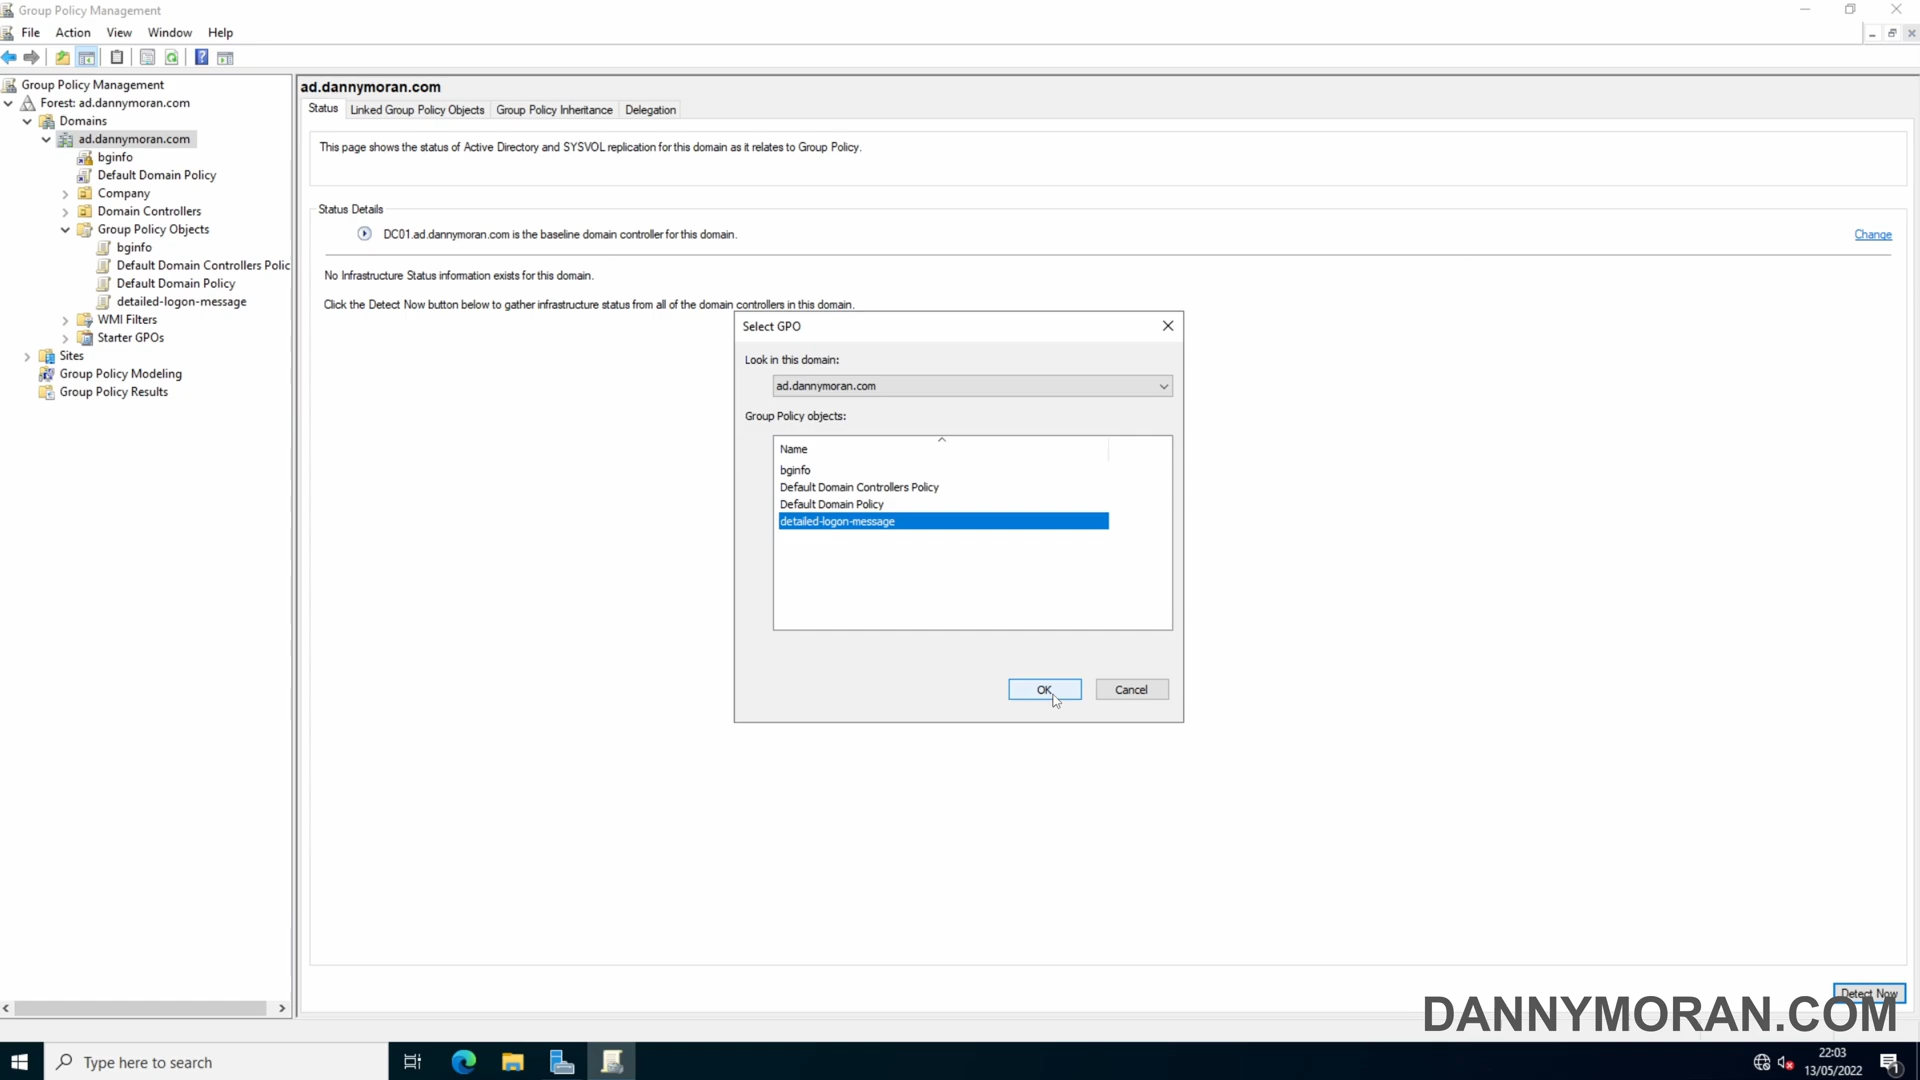 Group Policy Management
File Action View Window Help
Group Policy Management
Forest: ad.dannymoran.com
Domains
ad.dannymoran.com
bginfo
Default Domain Policy
Company
Domain Controllers
Group Policy Objects
bginfo
Default Domain Controllers Polic
Default Domain Policy
detailed-logon-message
WMI Filters
Starter GPOs
Sites
Group Policy Modeling
Group Policy Results
ad.dannymoran.com
Status Linked Group Policy Objects Group Policy Inheritance Delegation
This page shows the status of Active Directory and SYSVOL replication for this domain as it relates to Group Policy.
Status Details
DC01.ad.dannymoran.com is the baseline domain controller for this domain.
Change
No Infrastructure Status information exists for this domain.
Click the Detect Now button below to gather infrastructure status from all of the domain controllers in this domain.
Select GPO
Look in this domain:
ad.dannymoran.com
Group Policy objects:
Name
bginfo
Default Domain Controllers Policy
Default Domain Policy
detailed-logon-message
OK Cancel
Detect Now
DANNYMORAN.COM
Type here to search
22:03
13/05/2022
1